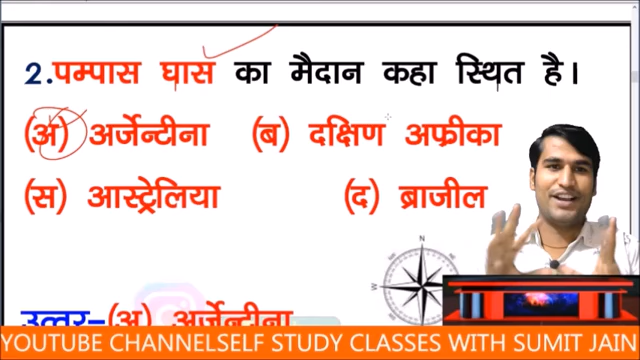 2.पम्पास घास का मैदान कहा स्थित है।
(अ) अर्जेन्टीना (ब) दक्षिण अफ्रीका
(स) आस्ट्रेलिया (द) ब्राजील
N
W
उत्तर-(अ) अर्जेन्टीना
YOUTUBE CHANNELSELF STUDY CLASSES WITH SUMIT JAIN